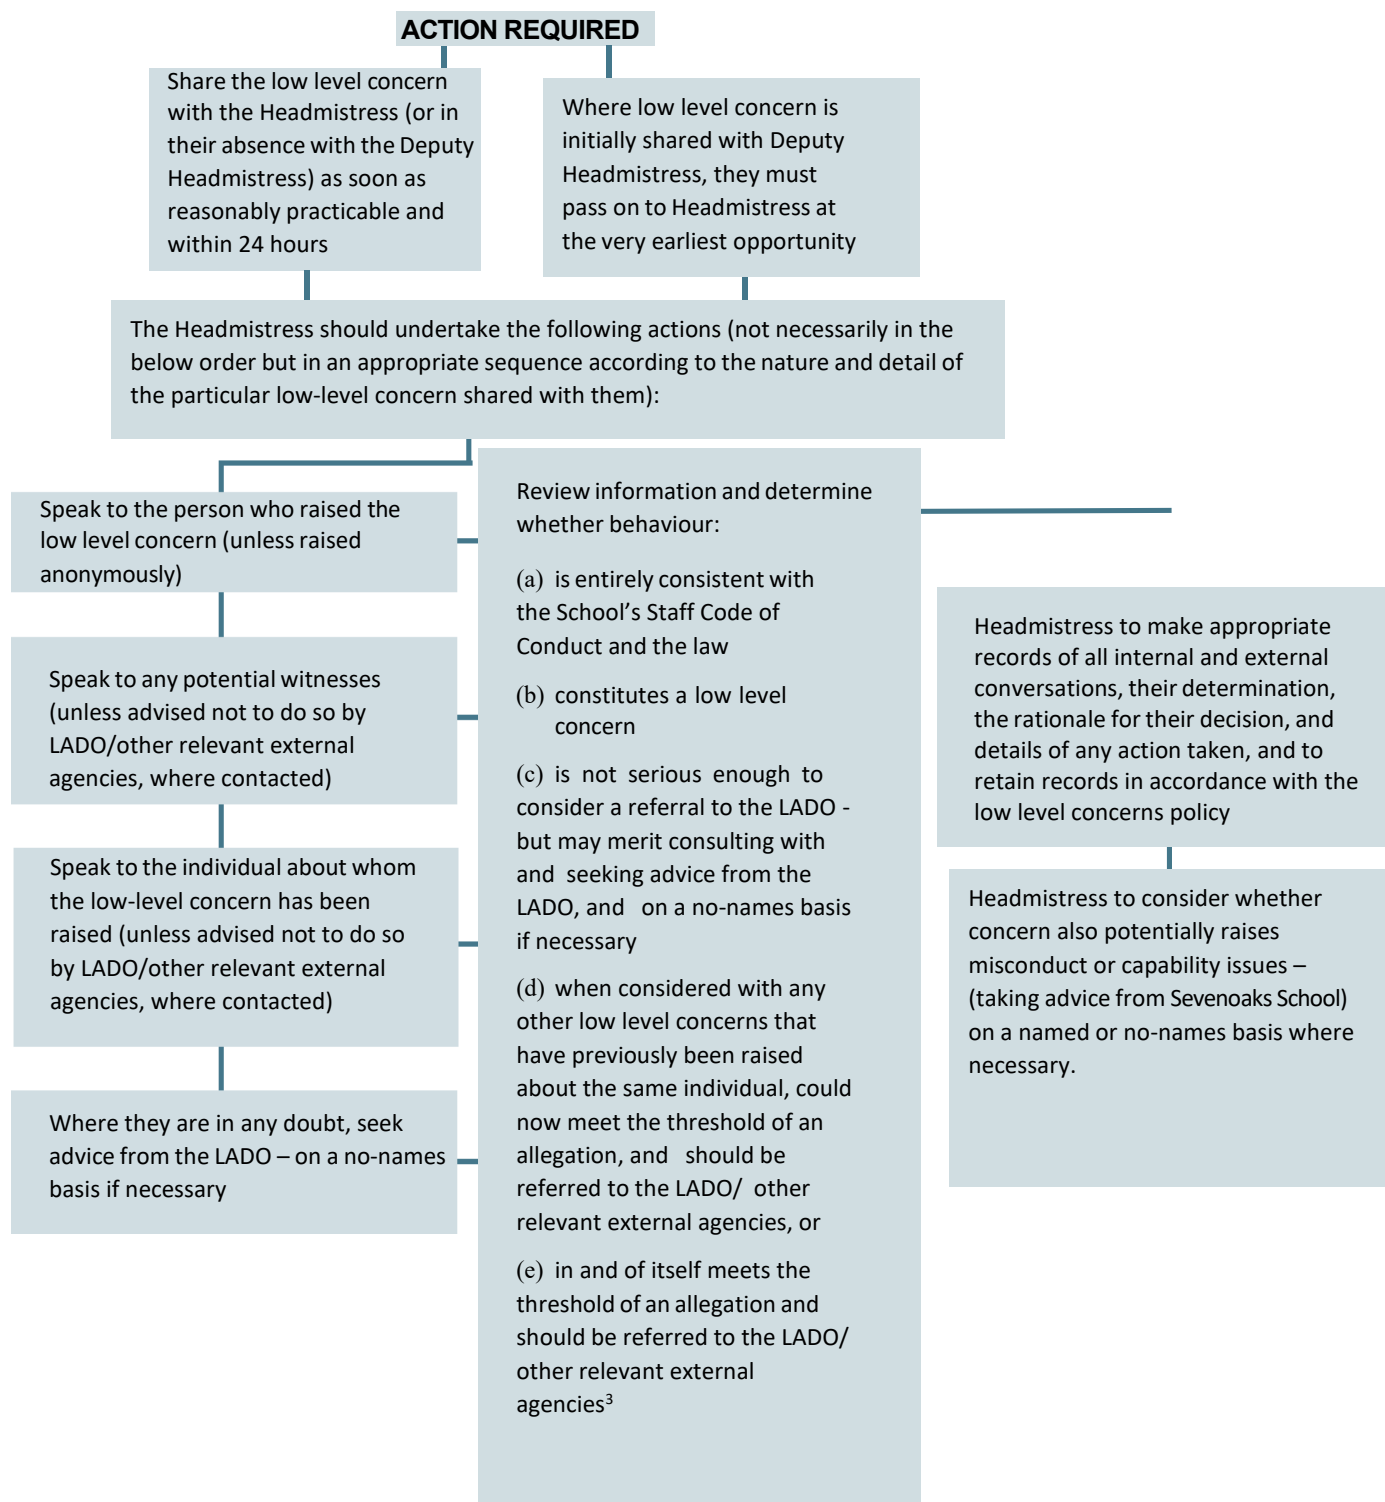 ACTION REQUIRED
Share the low level concern
with the Headmistress (or in
their absence with the Deputy
Headmistress) as soon as
reasonably practicable and
within 24 hours
Where low level concern is
initially shared with Deputy
Headmistress, they must
pass on to Headmistress at
the very earliest opportunity
The Headmistress should undertake the following actions (not necessarily in the
below order but in an appropriate sequence according to the nature and detail of
the particular low-level concern shared with them):
Speak to the person who raised the
low level concern (unless raised
anonymously)
Speak to any potential witnesses
(unless advised not to do so by
LADO/other relevant external
agencies, where contacted)
Speak to the individual about whom
the low-level concern has been
raised (unless advised not to do so
by LADO/other relevant external
agencies, where contacted)
Where they are in any doubt, seek
advice from the LADO – on a no-names
basis if necessary
Review information and determine
whether behaviour:
(a) is entirely consistent with
the School’s Staff Code of
Conduct and the law
(b) constitutes a low level
concern
(c) is not serious enough to
consider a referral to the LADO -
but may merit consulting with
and seeking advice from the
LADO, and on a no-names basis
if necessary
(d) when considered with any
other low level concerns that
have previously been raised
about the same individual, could
now meet the threshold of an
allegation, and should be
referred to the LADO/ other
relevant external agencies, or
(e) in and of itself meets the
threshold of an allegation and
should be referred to the LADO/
other relevant external
agencies³
Headmistress to make appropriate
records of all internal and external
conversations, their determination,
the rationale for their decision, and
details of any action taken, and to
retain records in accordance with the
low level concerns policy
Headmistress to consider whether
concern also potentially raises
misconduct or capability issues –
(taking advice from Sevenoaks School)
on a named or no-names basis where
necessary.